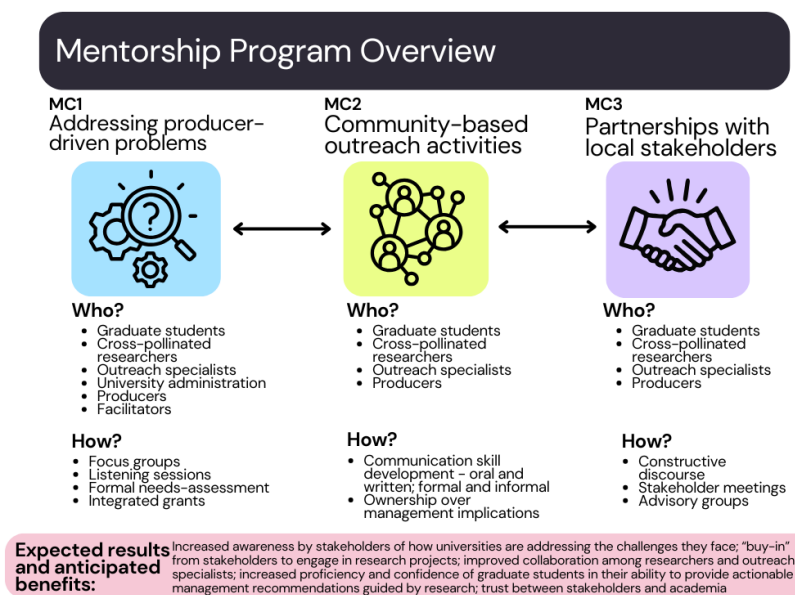 Mentorship Program Overview
MC1
Addressing producer-
driven problems
?
Who?
• Graduate students
• Cross-pollinated
researchers
• Outreach specialists
• University administration
• Producers
• Facilitators
How?
• Focus groups
• Listening sessions
• Formal needs-assessment
• Integrated grants
MC2
Community-based
outreach activities
Who?
• Graduate students
• Cross-pollinated
researchers
• Outreach specialists
• Producers
How?
• Communication skill
development - oral and
written; formal and informal
• Ownership over
management implications
MC3
Partnerships with
local stakeholders
Who?
• Graduate students
• Cross-pollinated
researchers
• Outreach specialists
• Producers
How?
• Constructive
discourse
• Stakeholder meetings
• Advisory groups
Expected results
and anticipated
benefits:
Increased awareness by stakeholders of how universities are addressing the challenges they face; “buy-in”
from stakeholders to engage in research projects; improved collaboration among researchers and outreach
specialists; increased proficiency and confidence of graduate students in their ability to provide actionable
management recommendations guided by research; trust between stakeholders and academia